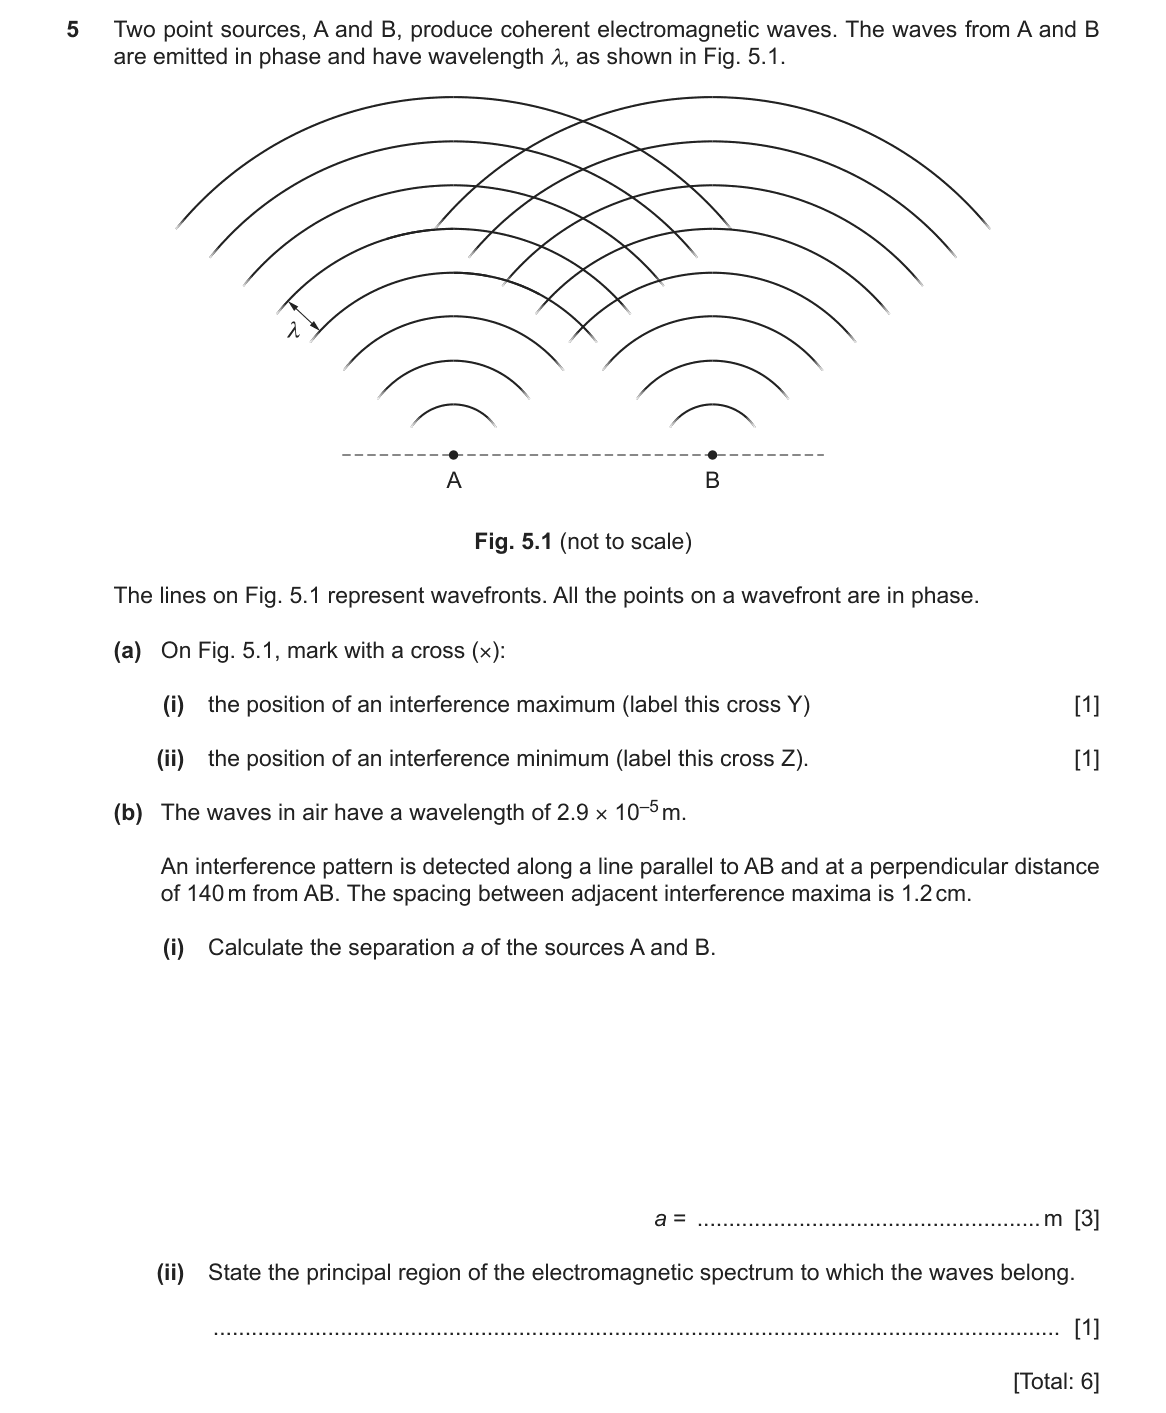 5 Two point sources, A and B, produce coherent electromagnetic waves. The waves from A and B
are emitted in phase and have wavelength λ, as shown in Fig. 5.1.
λ
A B
Fig. 5.1 (not to scale)
The lines on Fig. 5.1 represent wavefronts. All the points on a wavefront are in phase.
(a) On Fig. 5.1, mark with a cross (×):
(i) the position of an interference maximum (label this cross Y) [1]
(ii) the position of an interference minimum (label this cross Z). [1]
(b) The waves in air have a wavelength of 2.9 × 10⁻⁵ m.
An interference pattern is detected along a line parallel to AB and at a perpendicular distance
of 140 m from AB. The spacing between adjacent interference maxima is 1.2 cm.
(i) Calculate the separation a of the sources A and B.
a = ...................................................... m [3]
(ii) State the principal region of the electromagnetic spectrum to which the waves belong.
..................................................................................................................................... [1]
[Total: 6]